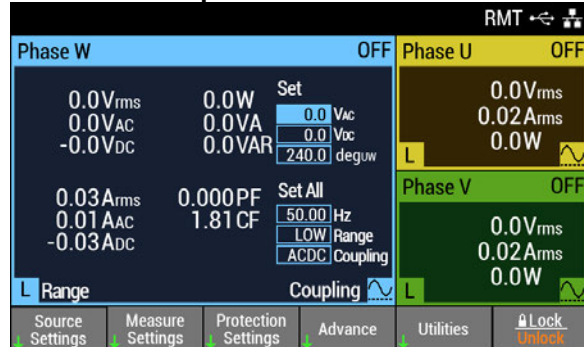 RMT
Phase W OFF
0.0Vrms 0.0W
0.0VAC 0.0VA
-0.0VDC 0.0VAR
Set
0.0 VAC
0.0 VDC
240.0 degUW
0.03Arms 0.000PF
0.01AAC 1.81CF
-0.03ADC
Set All
50.00 Hz
LOW Range
ACDC Coupling
L Range Coupling
Phase U OFF
0.0Vrms
0.02Arms
0.0W
L
Phase V OFF
0.0Vrms
0.02Arms
0.0W
L
Source
Settings
Measure
Settings
Protection
Settings
Advance
Utilities
Lock
Unlock